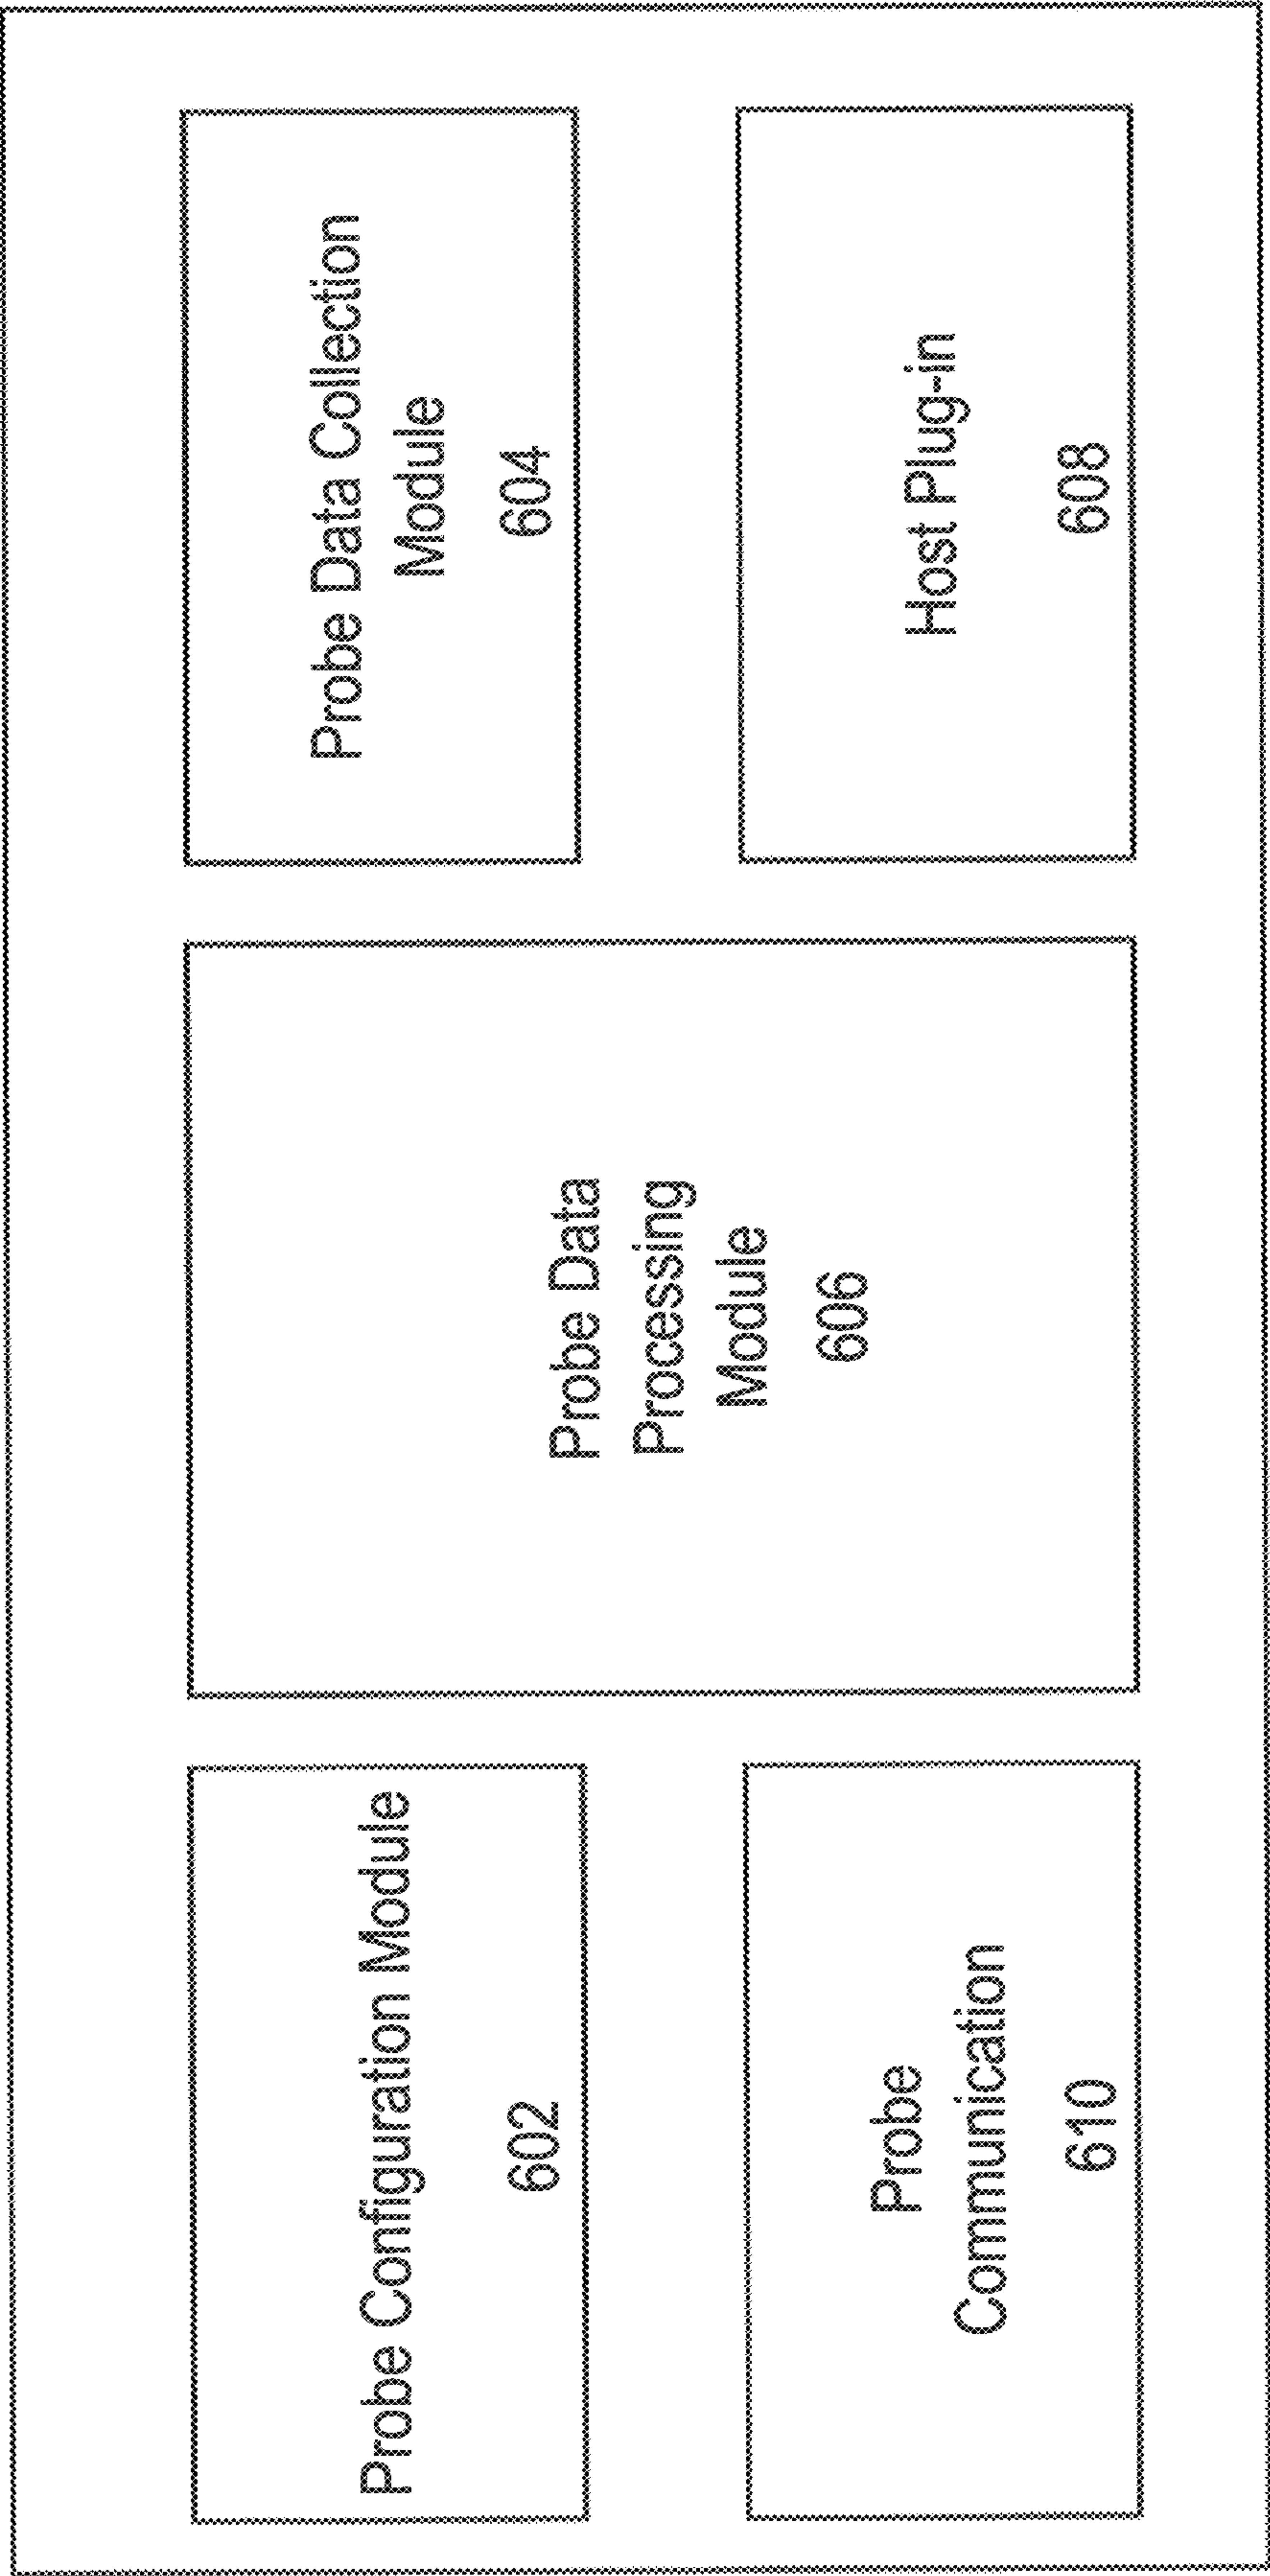 Probe Configuration Module
602
Probe Data
Processing
Module
606
Probe Data Collection
Module
604
Probe
Communication
610
Host Plug-in
608